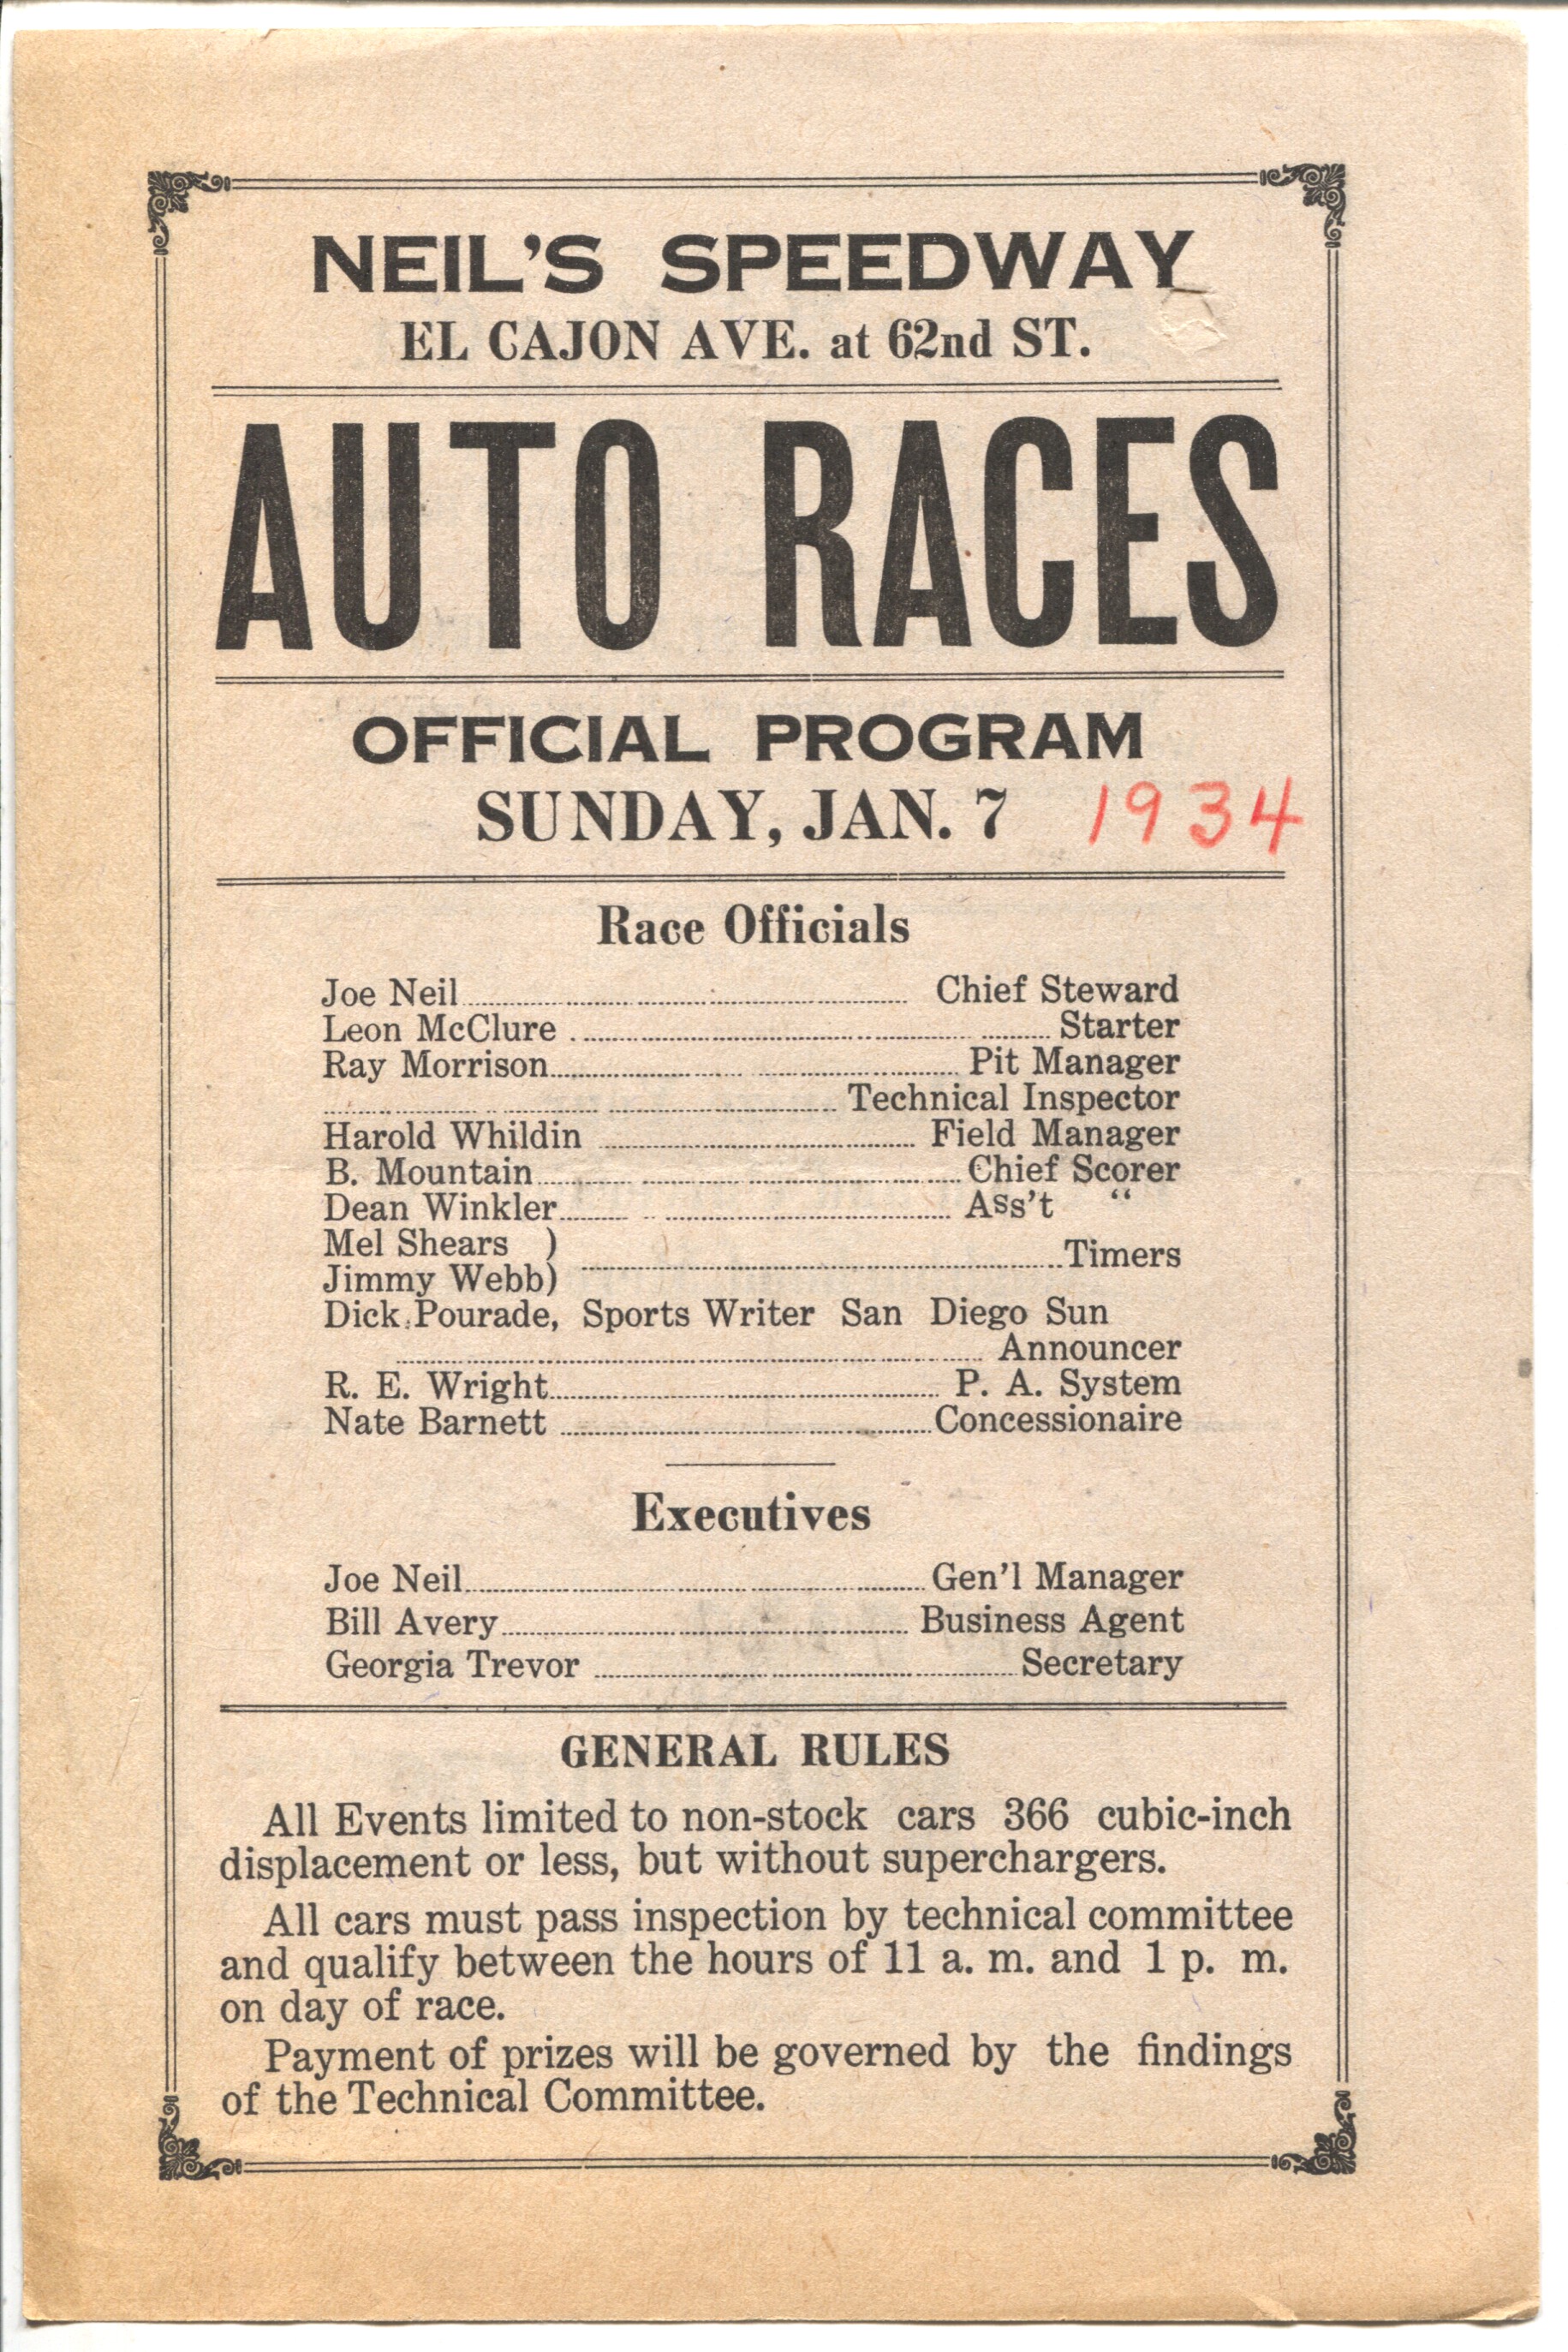 NEIL'S SPEEDWAY
EL CAJON AVE. at 62nd ST.
AUTO RACES
OFFICIAL PROGRAM
SUNDAY, JAN. 7 1934
Race Officials
Joe Neil Chief Steward
Leon McClure Starter
Ray Morrison Pit Manager
Technical Inspector
Harold Whildin Field Manager
B. Mountain Chief Scorer
Dean Winkler Ass't “
Mel Shears )
Jimmy Webb) Timers
Dick Pourade, Sports Writer San Diego Sun
Announcer
R. E. Wright P. A. System
Nate Barnett Concessionaire
Executives
Joe Neil Gen'l Manager
Bill Avery Business Agent
Georgia Trevor Secretary
GENERAL RULES
All Events limited to non-stock cars 366 cubic-inch
displacement or less, but without superchargers.
All cars must pass inspection by technical committee
and qualify between the hours of 11 a. m. and 1 p. m.
on day of race.
Payment of prizes will be governed by the findings
of the Technical Committee.